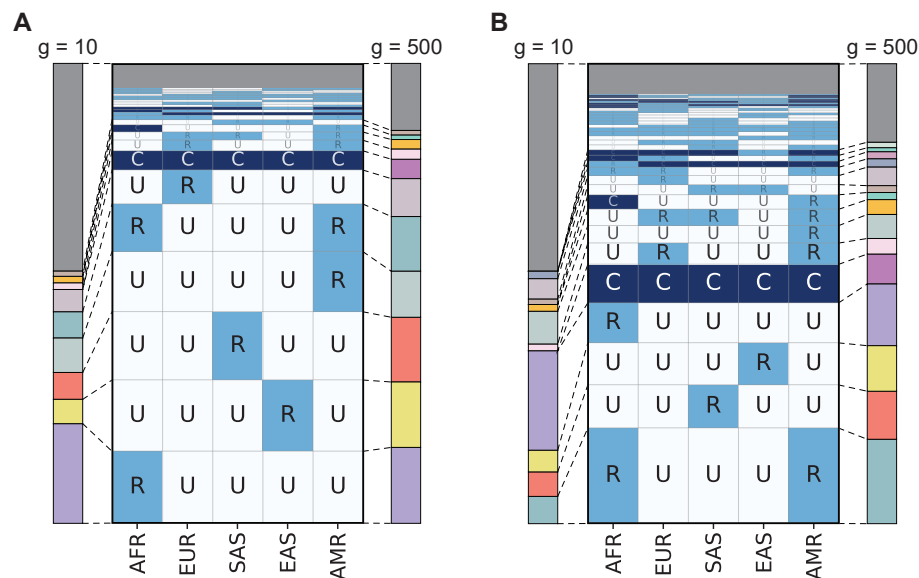 A
B
g = 10
g = 500
g = 10
g = 500
U U R U R
U R U U R
C C C C C
U R U U U
R U U U R
U U U U R
U U R U U
U U U R U
R U U U U
AFR EUR SAS EAS AMR
C U U U R
U R R U R
U U U U R
U R U U R
C C C C C
R U U U U
U U U R U
U U R U U
R U U U R
AFR EUR SAS EAS AMR